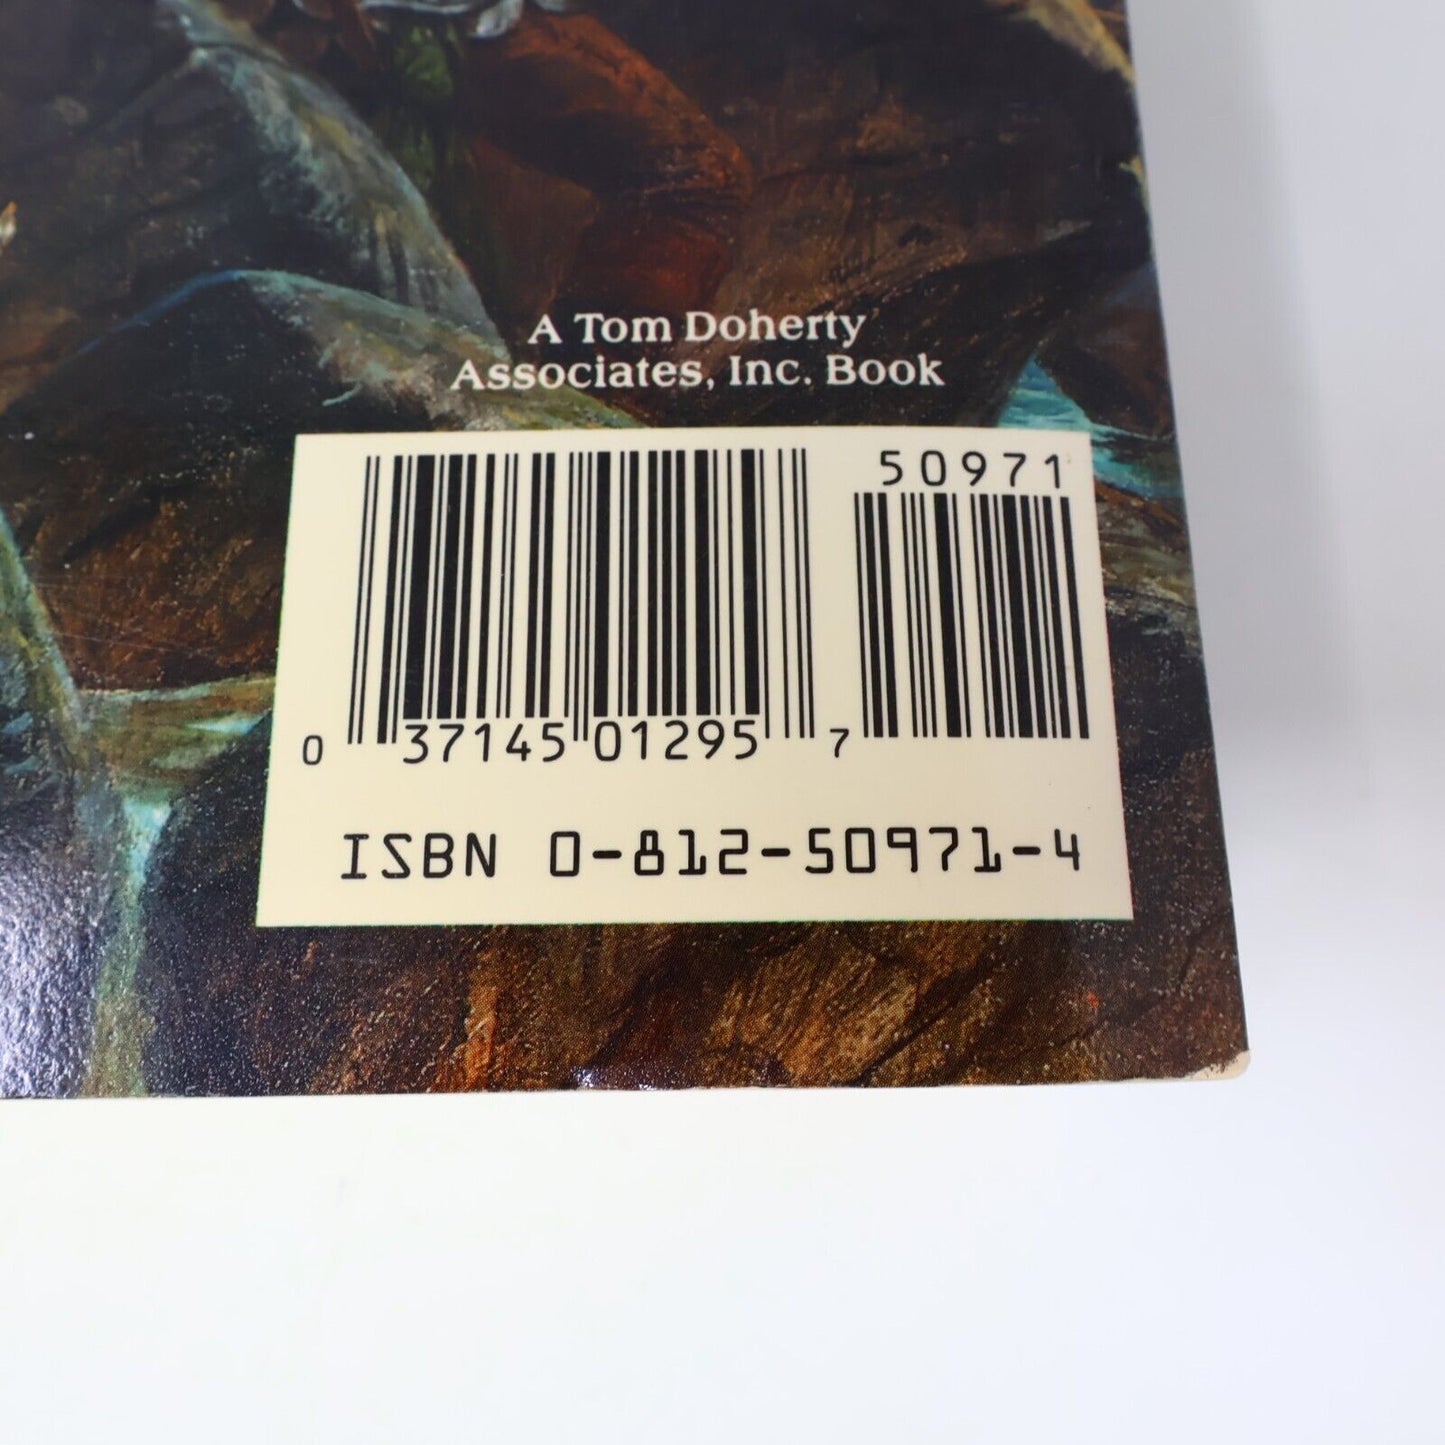 A Tom Doherty
Associates, Inc. Book
50971
0 37145 01295 7
ISBN 0-812-50971-4